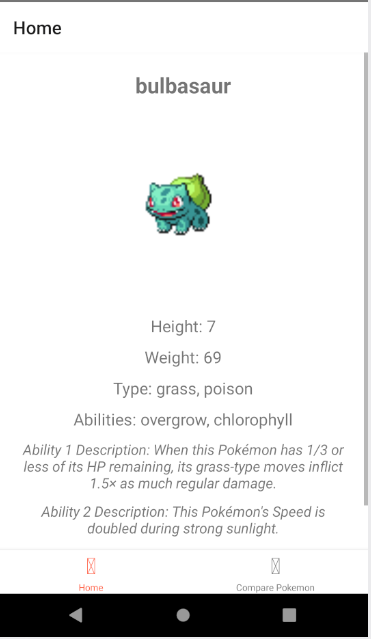 Home
bulbasaur
Height: 7
Weight: 69
Type: grass, poison
Abilities: overgrow, chlorophyll
Ability 1 Description: When this Pokémon has 1/3 or
less of its HP remaining, its grass-type moves inflict
1.5× as much regular damage.
Ability 2 Description: This Pokémon's Speed is
doubled during strong sunlight.
Home
Compare Pokemon